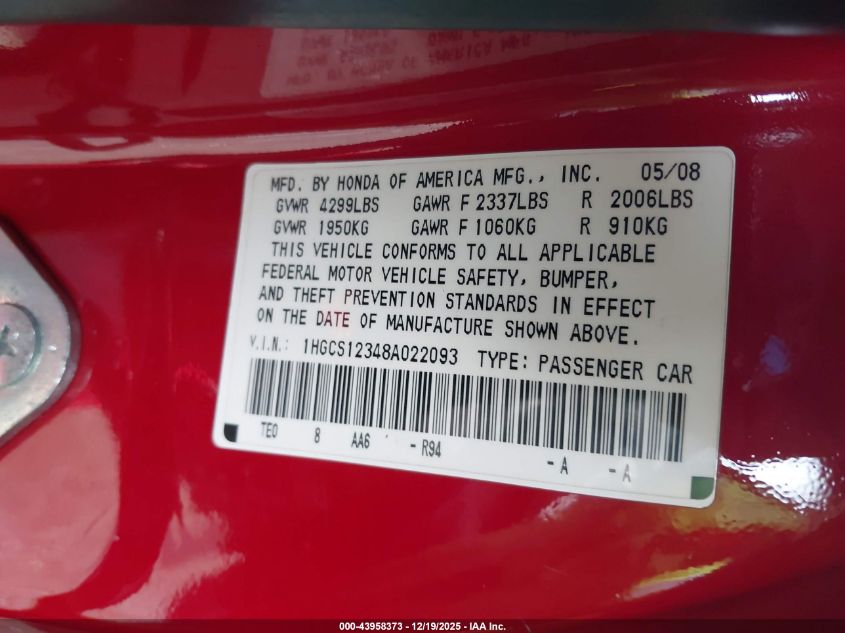 MFD. BY HONDA OF AMERICA MFG., INC. 05/08
GVWR 4299LBS GAWR F 2337LBS R 2006LBS
GVWR 1950KG GAWR F 1060KG R 910KG
THIS VEHICLE CONFORMS TO ALL APPLICABLE
FEDERAL MOTOR VEHICLE SAFETY, BUMPER,
AND THEFT PREVENTION STANDARDS IN EFFECT
ON THE DATE OF MANUFACTURE SHOWN ABOVE.
V.I.N.: 1HGCS12348A022093 TYPE: PASSENGER CAR
TEO 8 AA6 - R94 - A - A
000-43958373 - 12/19/2025 - IAA Inc.